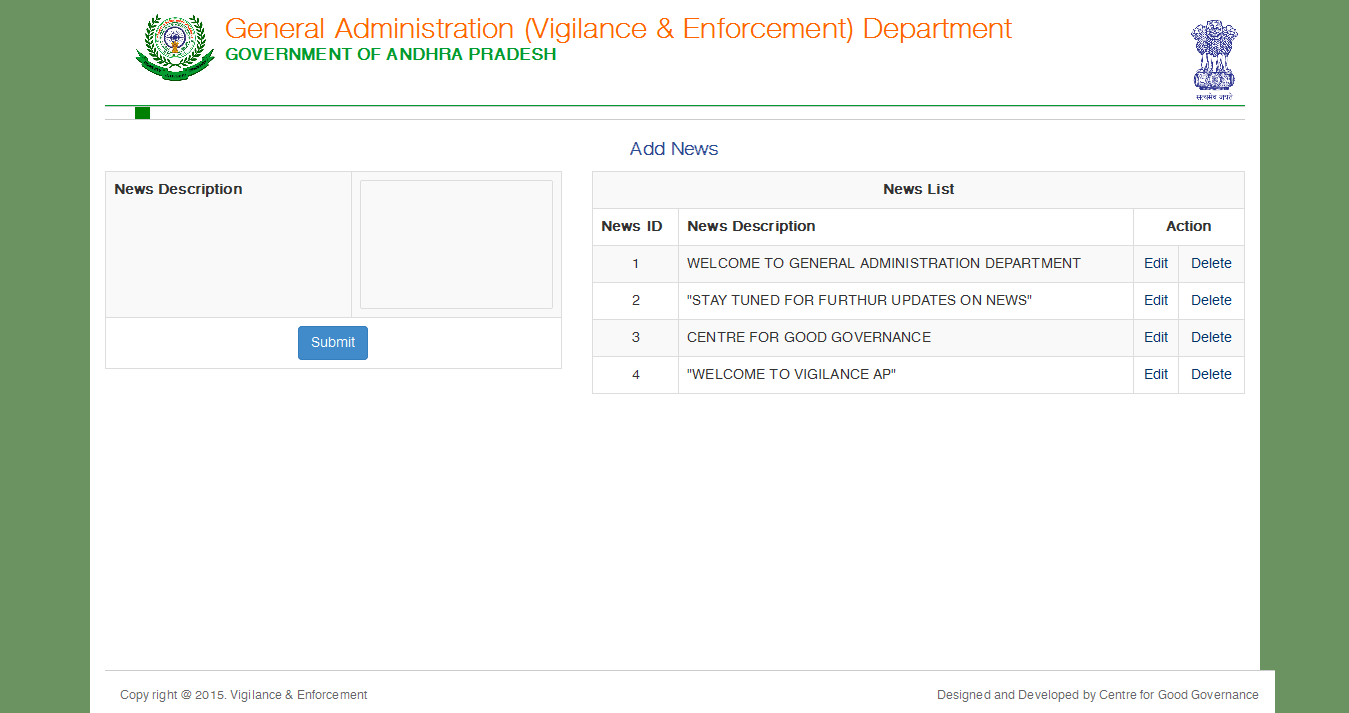 General Administration (Vigilance & Enforcement) Department
GOVERNMENT OF ANDHRA PRADESH
सत्यमेव जयते
Add News
News Description
Submit
News List
News ID News Description Action
1 WELCOME TO GENERAL ADMINISTRATION DEPARTMENT Edit Delete
2 "STAY TUNED FOR FURTHUR UPDATES ON NEWS" Edit Delete
3 CENTRE FOR GOOD GOVERNANCE Edit Delete
4 "WELCOME TO VIGILANCE AP" Edit Delete
Copy right @ 2015. Vigilance & Enforcement
Designed and Developed by Centre for Good Governance